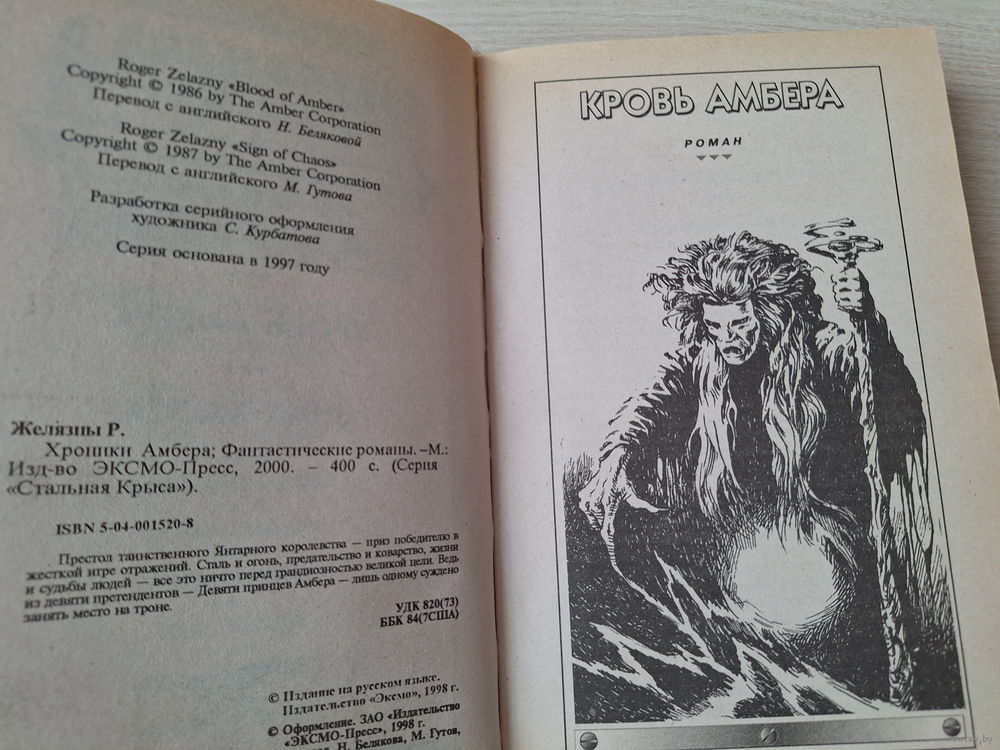 Roger Zelazny «Blood of Amber»
Copyright © 1986 by The Amber Corporation
Перевод с английского Н. Беляковой
Roger Zelazny «Sign of Chaos»
Copyright © 1987 by The Amber Corporation
Перевод с английского М. Гутова
Разработка серийного оформления
художника С. Курбатова
Серия основана в 1997 году
Желязны Р.
Хроники Амбера; Фантастические романы. –М.:
Изд-во ЭКСМО-Пресс, 2000. – 400 с. (Серия
«Стальная Крыса»).
ISBN 5-04-001520-8
Престол таинственного Янтарного королевства — приз победителю в
жесткой игре отражений. Сталь и огонь, предательство и коварство, жизни
и судьбы людей — все это ничто перед грандиозностью великой цели. Ведь
из девяти претендентов — Девяти принцев Амбера — лишь одному суждено
занять место на троне.
УДК 820(73)
ББК 84(7США)
© Издание на русском языке.
Издательство «Эксмо», 1998 г.
© Оформление. ЗАО «Издательство
«ЭКСМО-Пресс», 1998 г.
Н. Белякова, М. Гутов,
КРОВЬ АМБЕРА
РОМАН